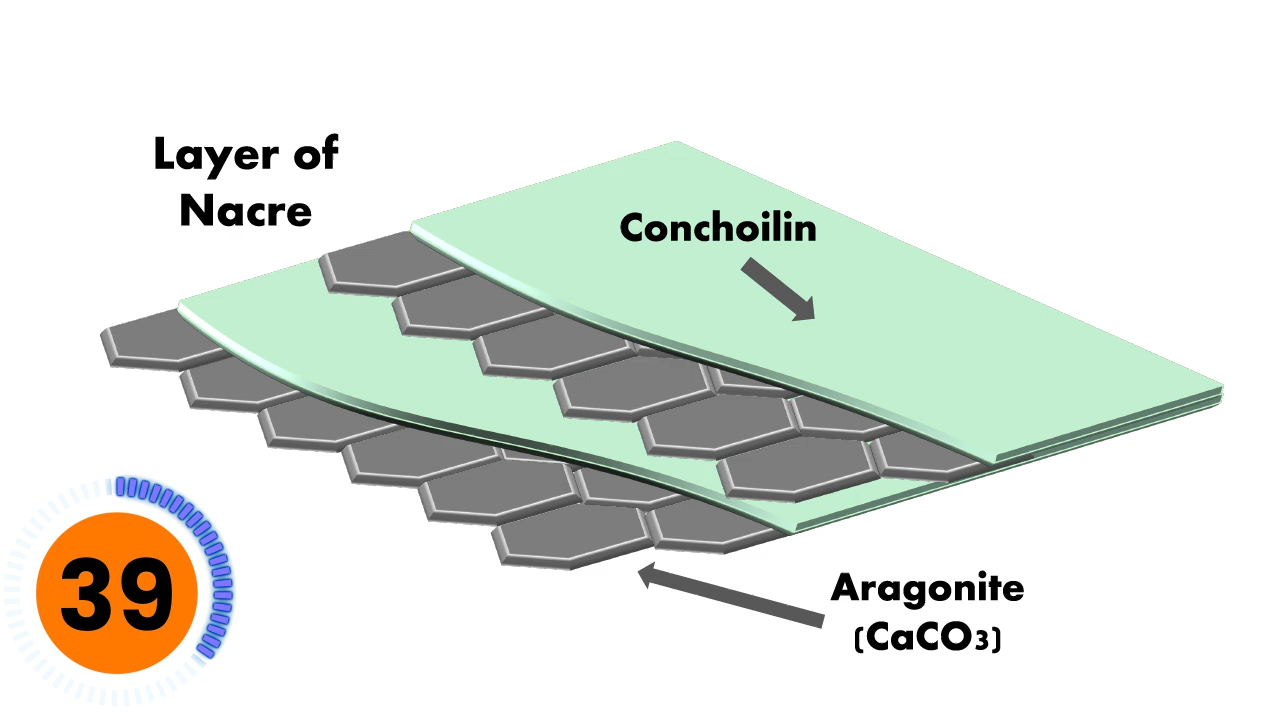 Layer of
Nacre
Conchoilin
Aragonite
(CaCO₃)
39